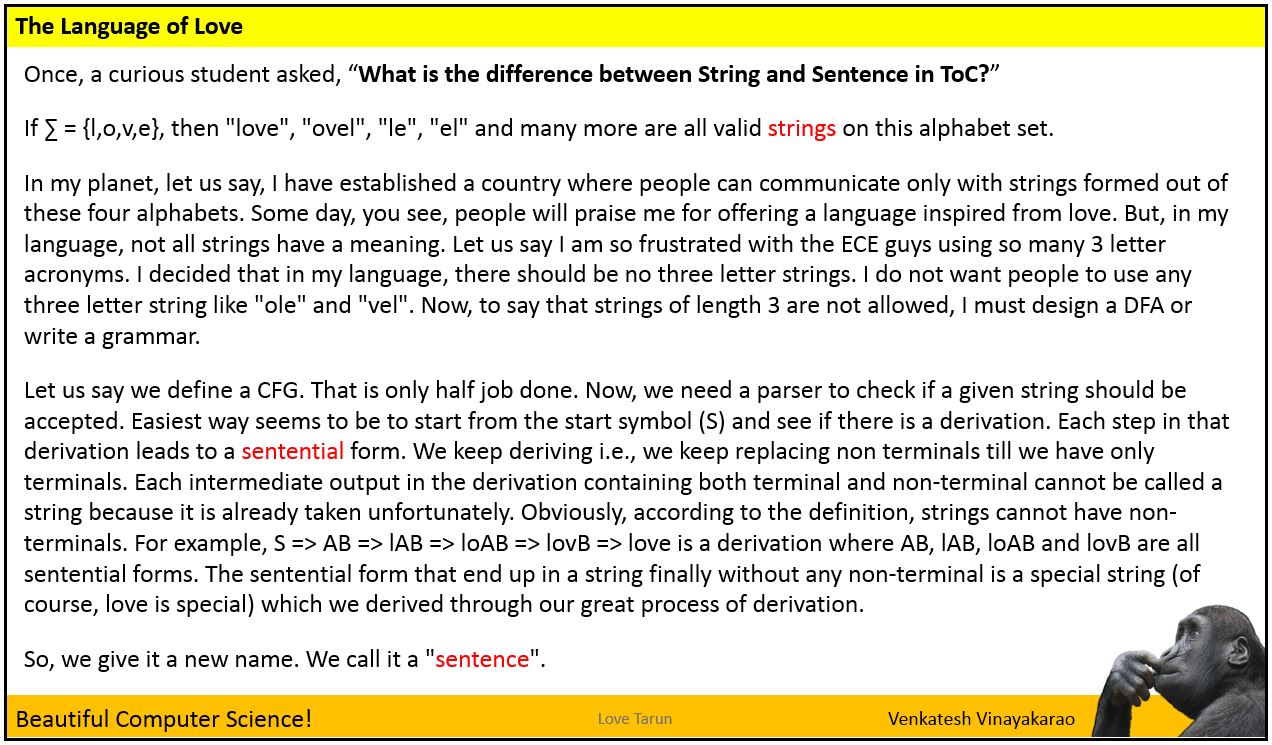 The Language of Love
Once, a curious student asked, “What is the difference between String and Sentence in ToC?”
If ∑ = {l,o,v,e}, then "love", "ovel", "le", "el" and many more are all valid strings on this alphabet set.
In my planet, let us say, I have established a country where people can communicate only with strings formed out of
these four alphabets. Some day, you see, people will praise me for offering a language inspired from love. But, in my
language, not all strings have a meaning. Let us say I am so frustrated with the ECE guys using so many 3 letter
acronyms. I decided that in my language, there should be no three letter strings. I do not want people to use any
three letter string like "ole" and "vel". Now, to say that strings of length 3 are not allowed, I must design a DFA or
write a grammar.
Let us say we define a CFG. That is only half job done. Now, we need a parser to check if a given string should be
accepted. Easiest way seems to be to start from the start symbol (S) and see if there is a derivation. Each step in that
derivation leads to a sentential form. We keep deriving i.e., we keep replacing non terminals till we have only
terminals. Each intermediate output in the derivation containing both terminal and non-terminal cannot be called a
string because it is already taken unfortunately. Obviously, according to the definition, strings cannot have non-
terminals. For example, S => AB => lAB => loAB => lovB => love is a derivation where AB, lAB, loAB and lovB are all
sentential forms. The sentential form that end up in a string finally without any non-terminal is a special string (of
course, love is special) which we derived through our great process of derivation.
So, we give it a new name. We call it a "sentence".
Beautiful Computer Science!
Love Tarun
Venkatesh Vinayakarao